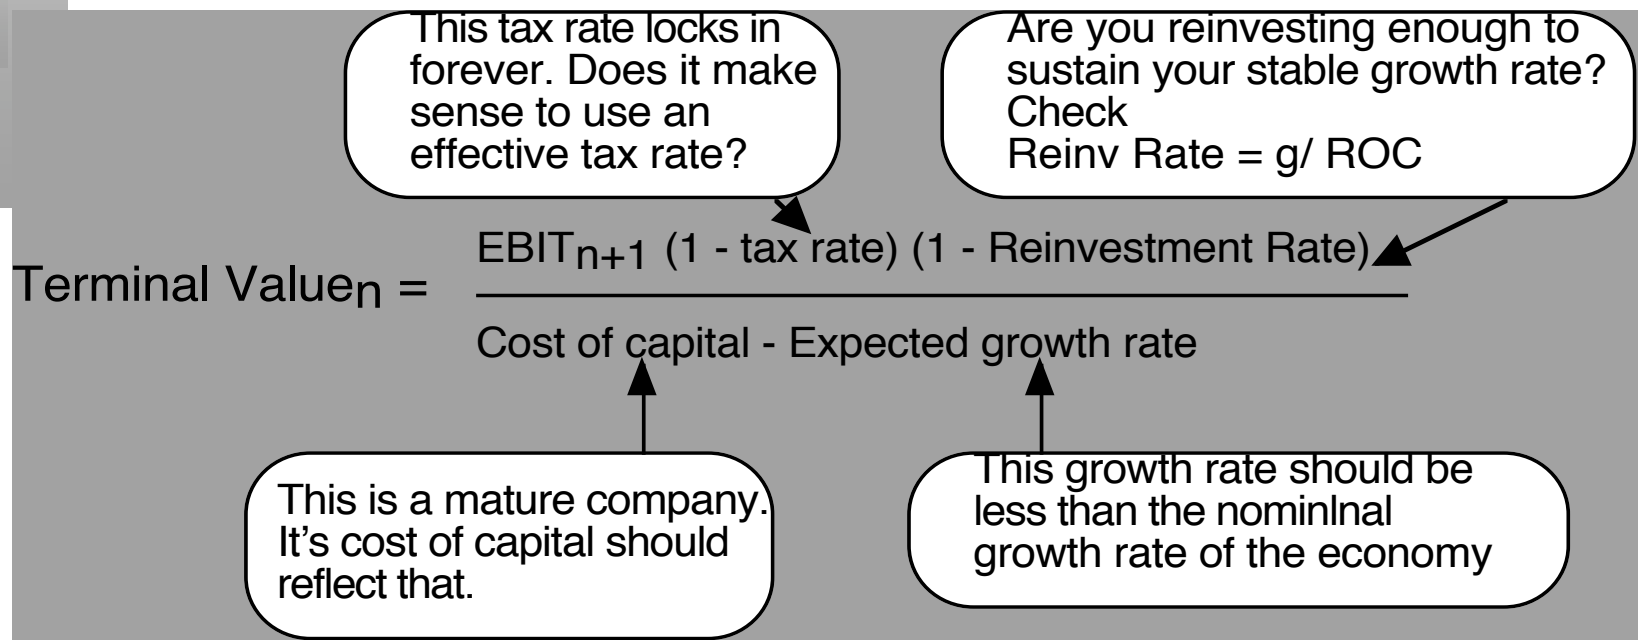 This tax rate locks in
forever. Does it make
sense to use an
effective tax rate?
Are you reinvesting enough to
sustain your stable growth rate?
Check
Reinv Rate = g/ ROC
Terminal Valuen =
EBITn+1 (1 - tax rate) (1 - Reinvestment Rate)
Cost of capital - Expected growth rate
This is a mature company.
It’s cost of capital should
reflect that.
This growth rate should be
less than the nominlnal
growth rate of the economy